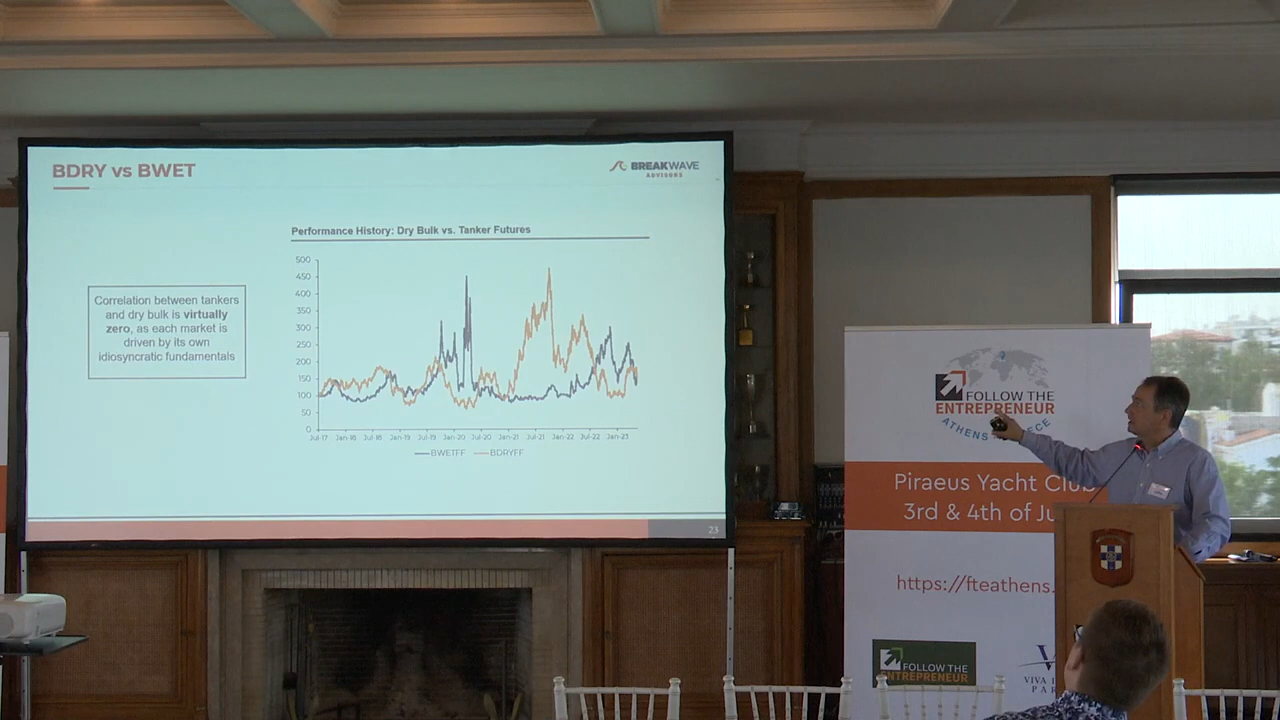 BDRY vs BWET
BREAKWAVE
ADVISORS
Performance History: Dry Bulk vs. Tanker Futures
Correlation between tankers
and dry bulk is virtually
zero, as each market is
driven by its own
idiosyncratic fundamentals
500
450
400
350
300
250
200
150
100
50
0
Jul-17 Jan-18 Jul-18 Jan-19 Jul-19 Jan-20 Jul-20 Jan-21 Jul-21 Jan-22 Jul-22 Jan-23
BWETFF BDRYFF
23
FOLLOW THE
ENTREPRENEUR
ATHENS
Piraeus Yacht Club
3rd & 4th of Ju
https://fteathens.
FOLLOW THE
ENTREPRENEUR
VIVA